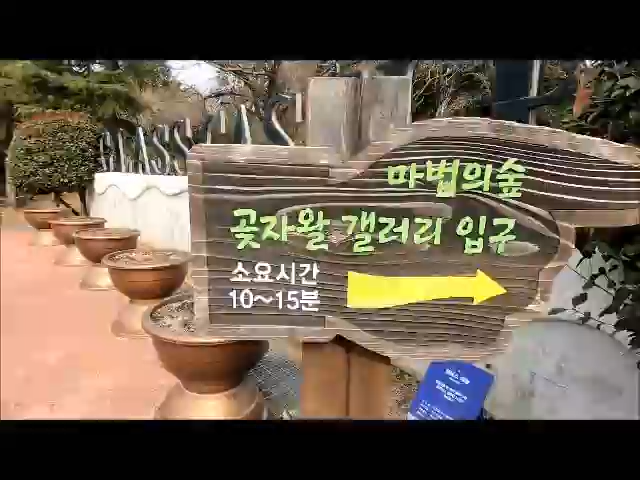 마법의숲
곶자왈 갤러리 입구
소요시간
10~15분